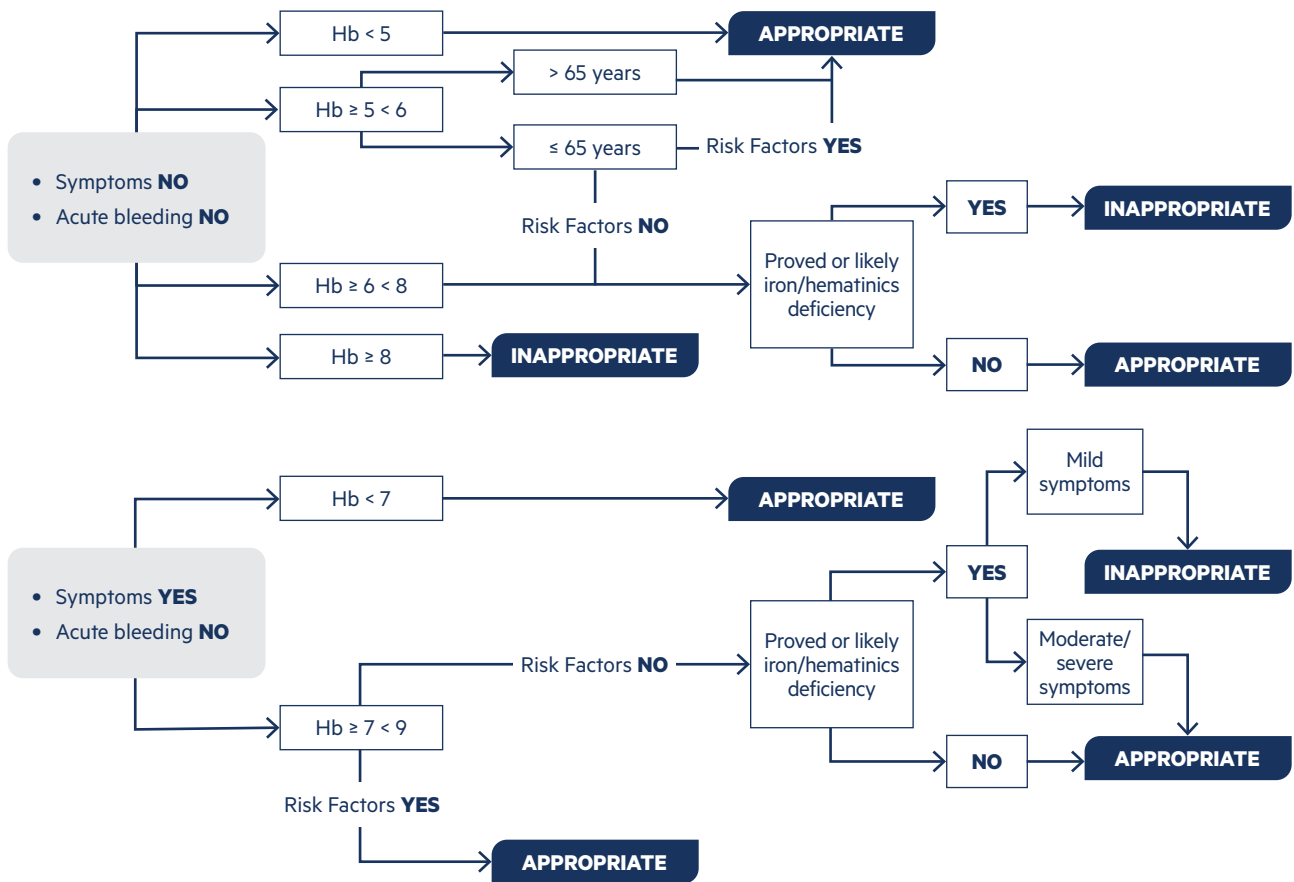 Hb < 5
APPROPRIATE
> 65 years
Hb ≥ 5 < 6
≤ 65 years
Risk Factors YES
• Symptoms NO
• Acute bleeding NO
Risk Factors NO
YES
INAPPROPRIATE
Proved or likely
iron/hematinics
deficiency
Hb ≥ 6 < 8
Hb ≥ 8
INAPPROPRIATE
NO
APPROPRIATE
Hb < 7
APPROPRIATE
Mild
symptoms
• Symptoms YES
• Acute bleeding NO
YES
INAPPROPRIATE
Risk Factors NO
Proved or likely
iron/hematinics
deficiency
Moderate/
severe
symptoms
Hb ≥ 7 < 9
NO
APPROPRIATE
Risk Factors YES
APPROPRIATE